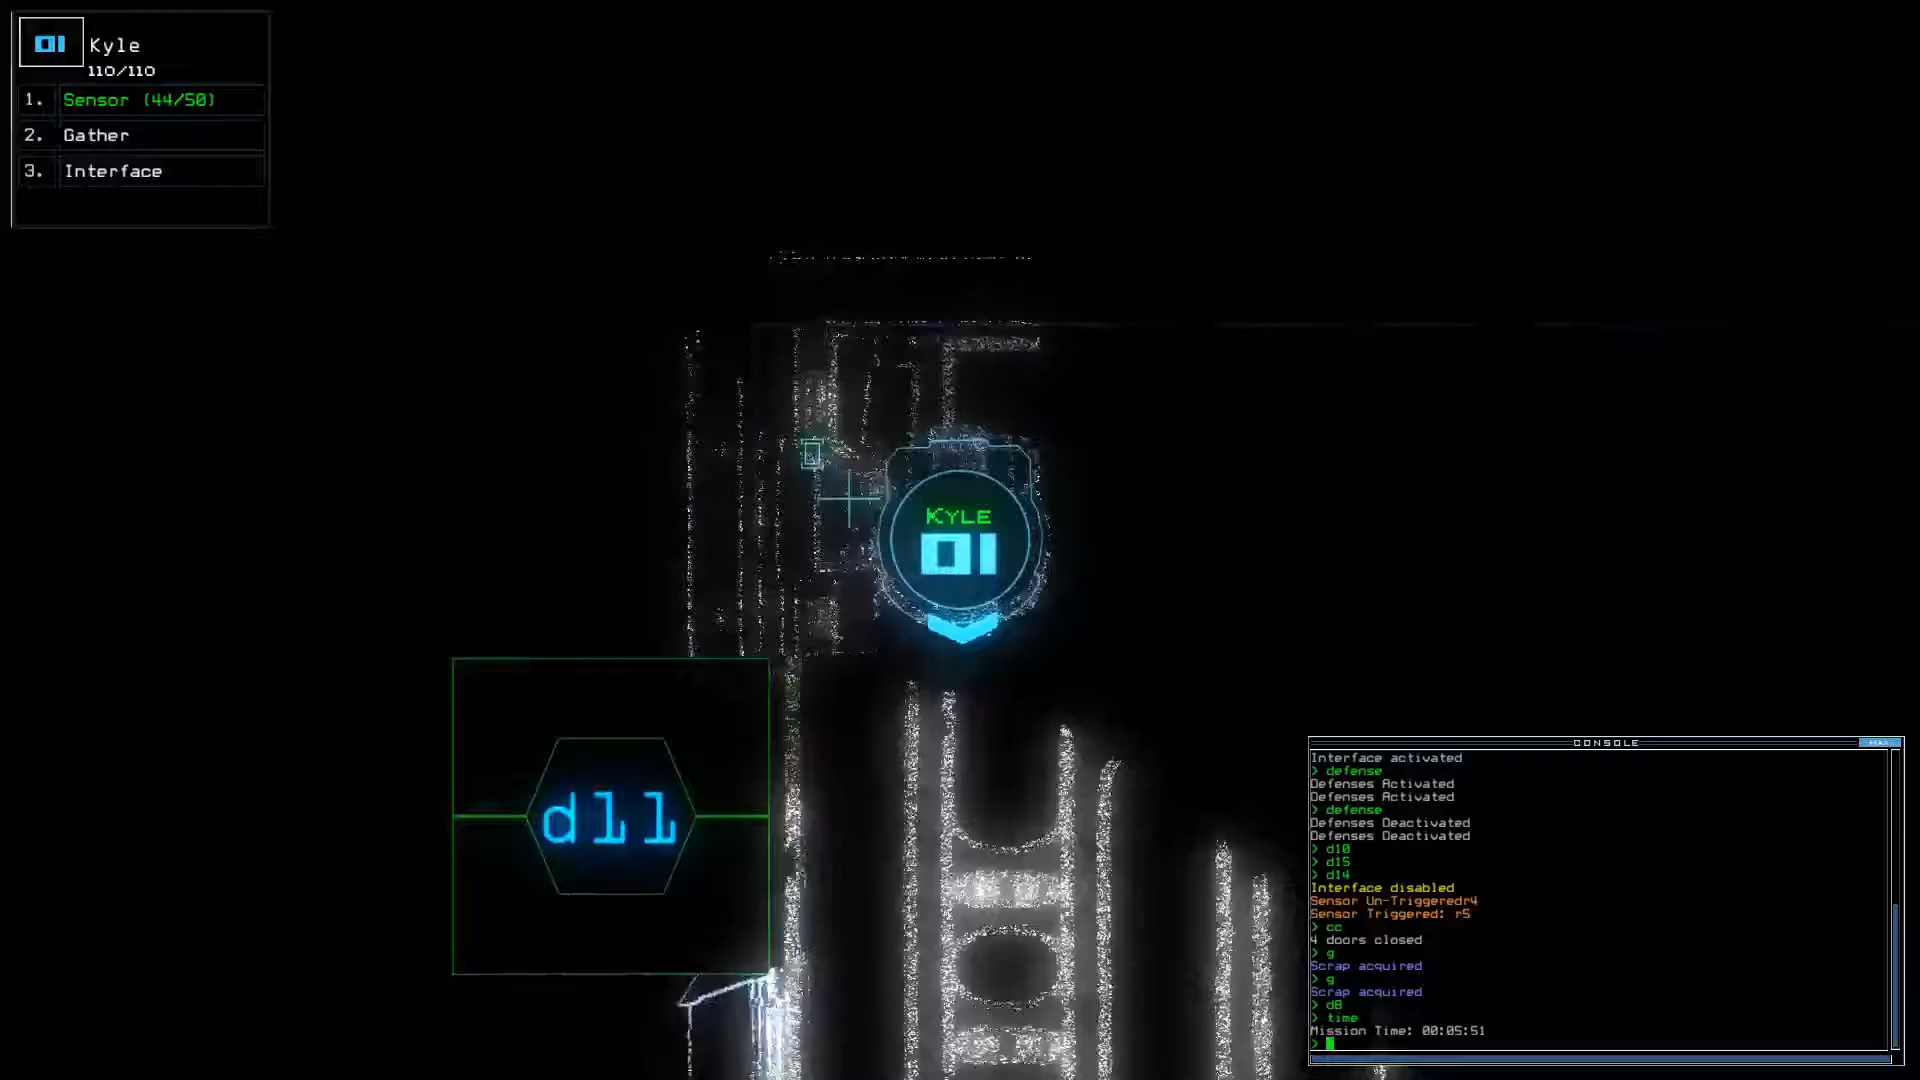 01 Kyle
110/110
1. Sensor (44/50)
2. Gather
3. Interface
KYLE
01
d11
CONSOLE
Interface activated
> defense
Defenses Activated
Defenses Activated
> defense
Defenses Deactivated
Defenses Deactivated
> d10
> d15
> d14
Interface disabled
Sensor Un-Triggeredr4
Sensor Triggered: r5
> cc
4 doors closed
> g
Scrap acquired
> g
Scrap acquired
> d8
> time
Mission Time: 00:05:51
>